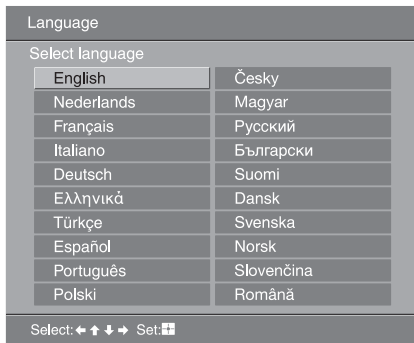 Language
Select language
English
Nederlands
Français
Italiano
Deutsch
Ελληνικά
Türkçe
Español
Português
Polski
Česky
Magyar
Русский
Български
Suomi
Dansk
Svenska
Norsk
Slovenčina
Română
Select: Set: